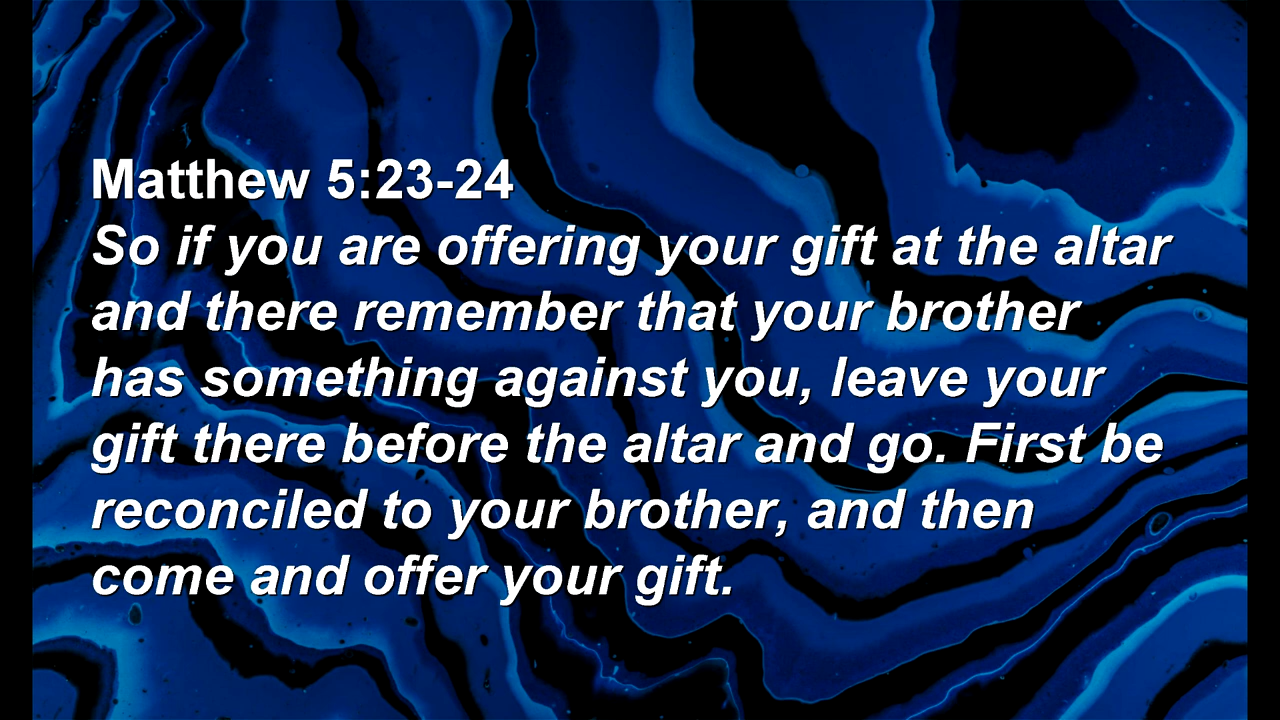 Matthew 5:23-24
So if you are offering your gift at the altar
and there remember that your brother
has something against you, leave your
gift there before the altar and go. First be
reconciled to your brother, and then
come and offer your gift.